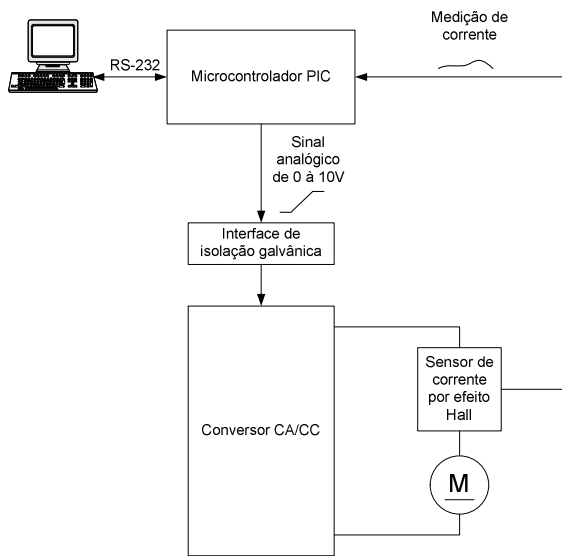 Medição de
corrente
RS-232
Microcontrolador PIC
Sinal
analógico
de 0 à 10V
Interface de
isolação galvânica
Sensor de
corrente
por efeito
Hall
Conversor CA/CC
M